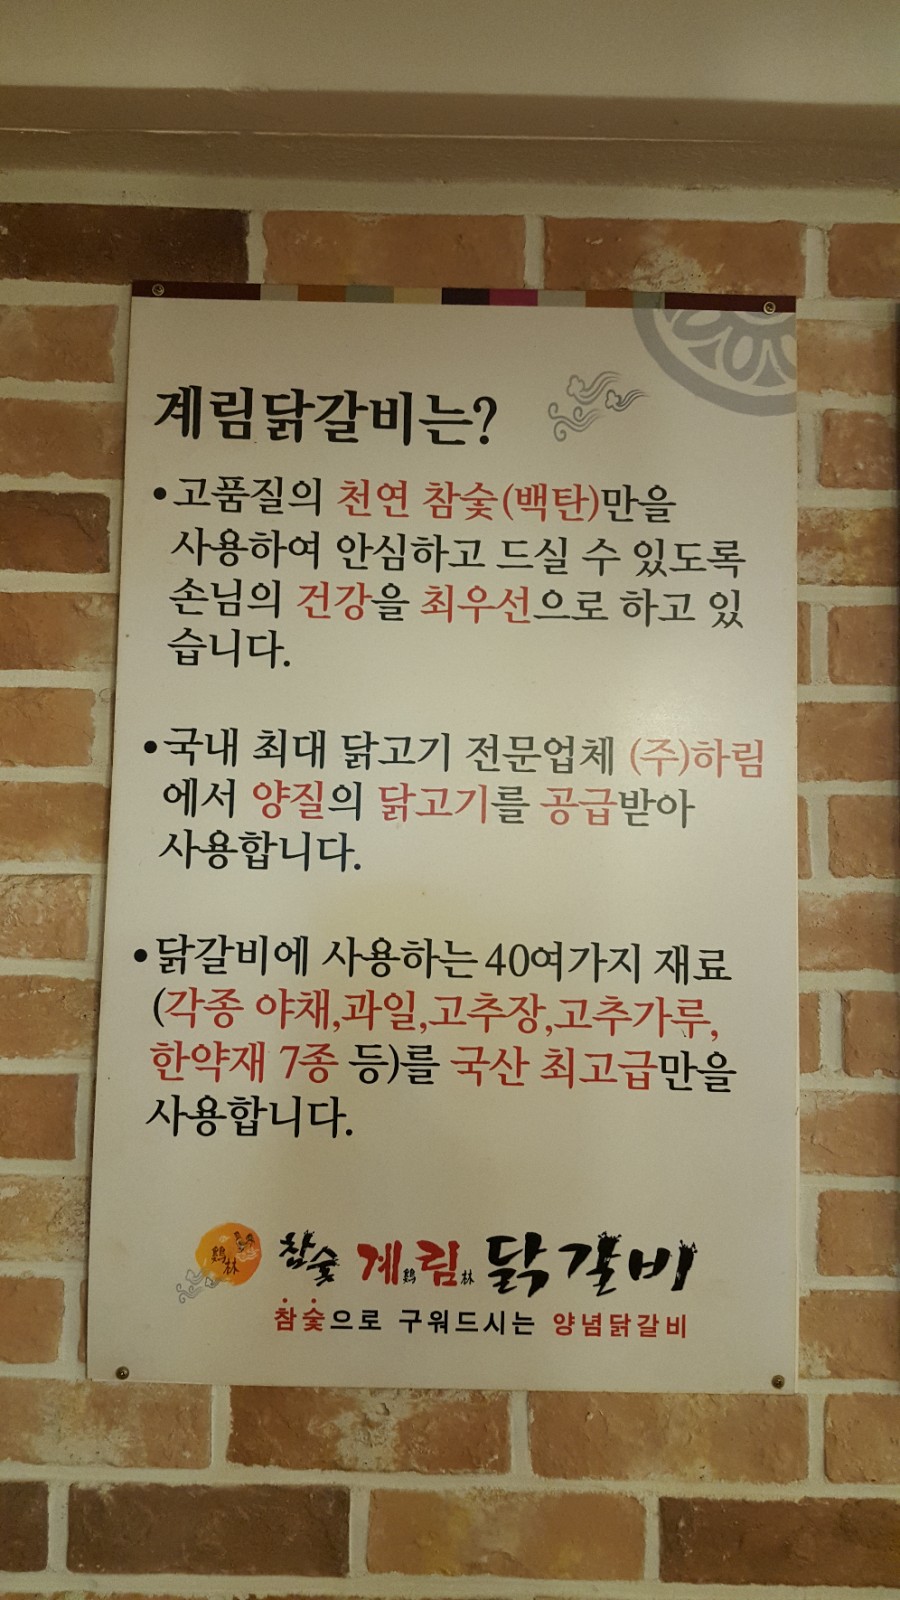 계림닭갈비는?
•고품질의 천연 참숯(백탄)만을
사용하여 안심하고 드실 수 있도록
손님의 건강을 최우선으로 하고 있
습니다.
•국내 최대 닭고기 전문업체 (주)하림
에서 양질의 닭고기를 공급받아
사용합니다.
•닭갈비에 사용하는 40여가지 재료
(각종 야채,과일,고추장,고추가루,
한약재 7종 등)를 국산 최고급만을
사용합니다.
鷄林 참숯 계鷄림林 닭갈비
참숯으로 구워드시는 양념닭갈비